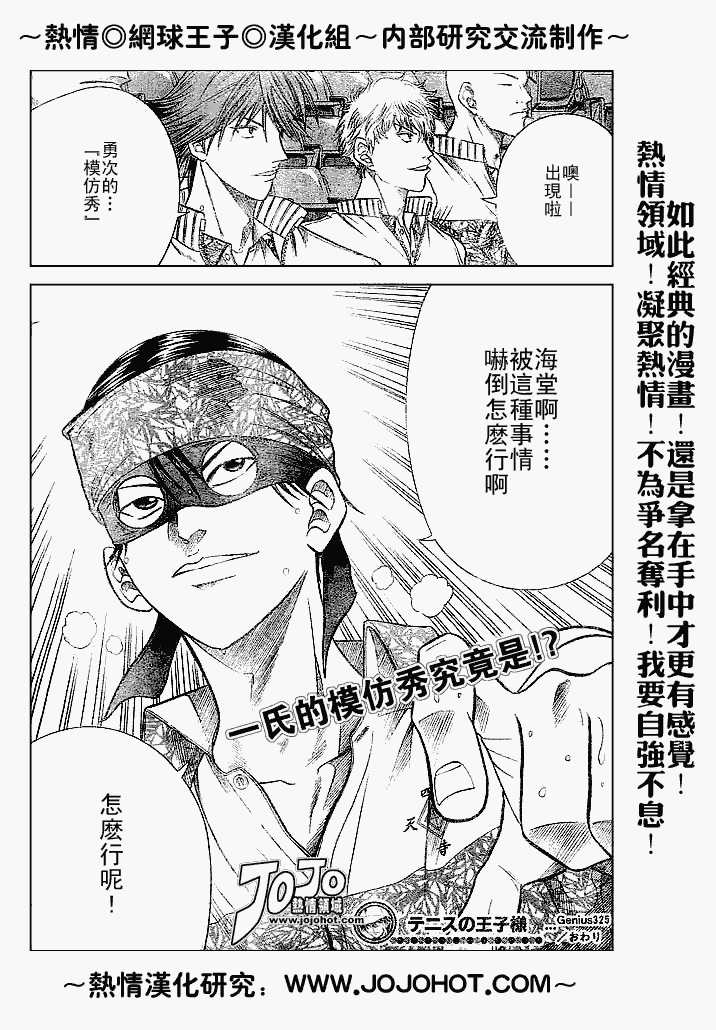 ～熱情◎網球王子◎漢化組～内部研究交流制作～
噢——
出現啦
勇次的…
『模仿秀』
海堂啊……
被這種事情
嚇倒怎麽行啊
一氏的模仿秀究竟是!?
怎麽行呢！
四天
寺
JoJo
熱情領域
www.jojohot.com
テニスの王子様
…Genius325
おわり
如此經典的漫畫！還是拿在手中才更有感覺！
熱情領域！凝聚熱情！不為爭名奪利！我要自強不息！
～熱情漢化研究：WWW.JOJOHOT.COM～